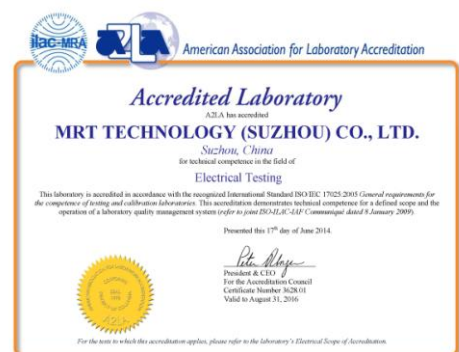 ilac-MRA
A2LA
American Association for Laboratory Accreditation
Accredited Laboratory
A2LA has accredited
MRT TECHNOLOGY (SUZHOU) CO., LTD.
Suzhou, China
for technical competence in the field of
Electrical Testing
This laboratory is accredited in accordance with the recognized International Standard ISO/IEC 17025:2005 General requirements for
the competence of testing and calibration laboratories. This accreditation demonstrates technical competence for a defined scope and the
operation of a laboratory quality management system (refer to joint ISO-ILAC-IAF Communiqué dated 8 January 2009).
Presented this 17th day of June 2014.
President & CEO
For the Accreditation Council
Certificate Number 3628.01
Valid to August 31, 2016
A2LA
For the tests to which this accreditation applies, please refer to the laboratory's Electrical Scope of Accreditation.